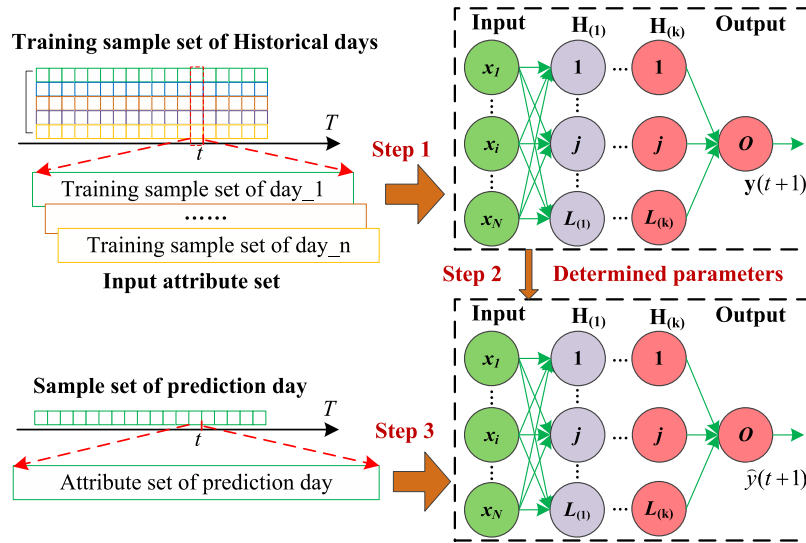 Training sample set of Historical days
T
t
Training sample set of day_1
······
Training sample set of day_n
Input attribute set
Step 1
Input H(1) H(k) Output
x1 1 ... 1
xi j ... j O
y(t+1)
xN L(1) ... L(k)
Step 2 Determined parameters
Sample set of prediction day
T
t
Attribute set of prediction day
Step 3
Input H(1) H(k) Output
x1 1 ... 1
xi j ... j O
ŷ(t+1)
xN L(1) ... L(k)